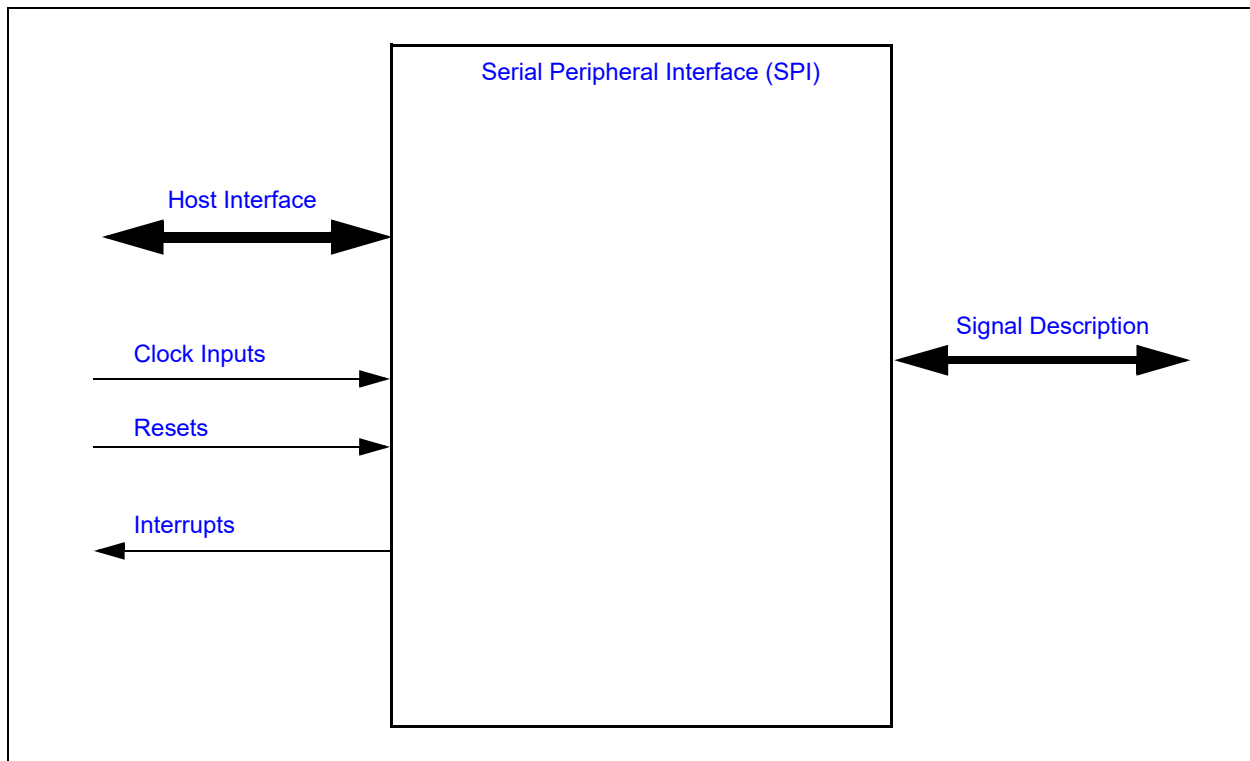 Serial Peripheral Interface (SPI)
Host Interface
Signal Description
Clock Inputs
Resets
Interrupts